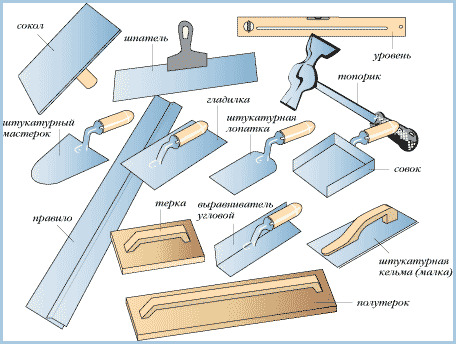 сокол
шпатель
уровень
топорик
гладилка
штукатурный
мастерок
штукатурная
лопатка
совок
правило
терка
выравниватель
угловой
штукатурная
кельма (малка)
полутерок